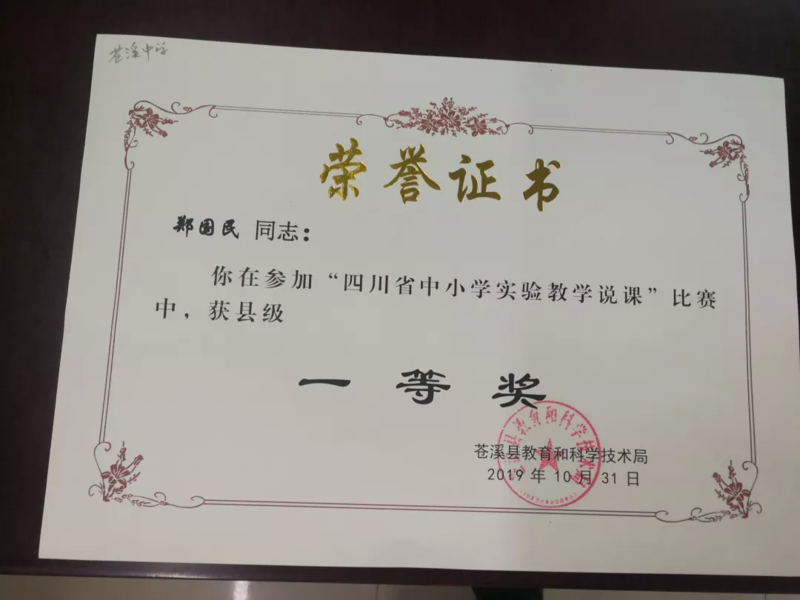 苍溪中学
荣誉证书
郑国民 同志：
你在参加“四川省中小学实验教学说课”比赛
中，获县级
一等奖
苍溪县教育和科学技术局
2019 年 10 月 31 日